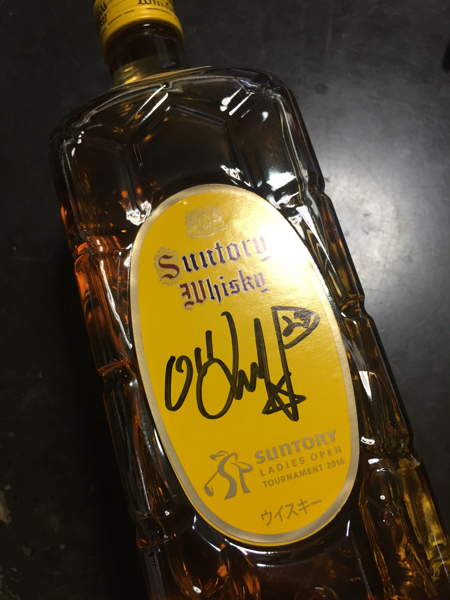 Suntory
Whisky
SUNTORY
LADIES OPEN
TOURNAMENT 2016
ウイスキー